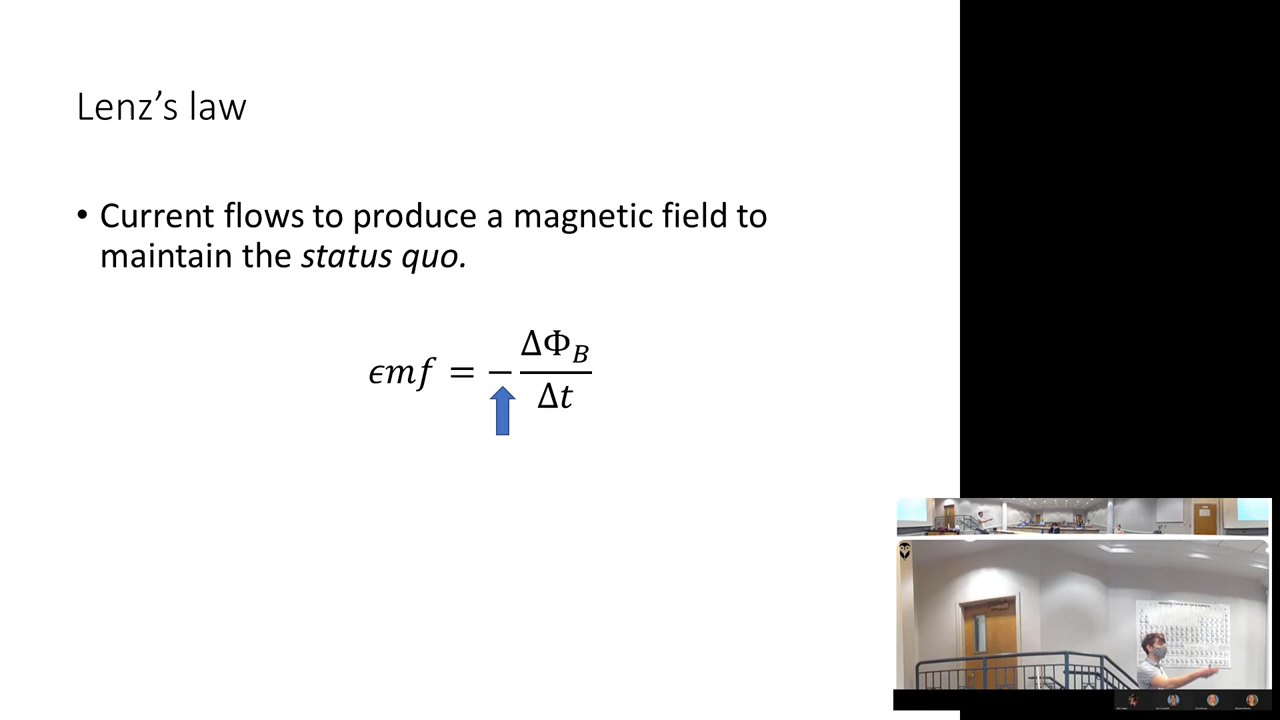 Lenz’s law
• Current flows to produce a magnetic field to
maintain the status quo.
ϵmf = − ΔΦ_B / Δt